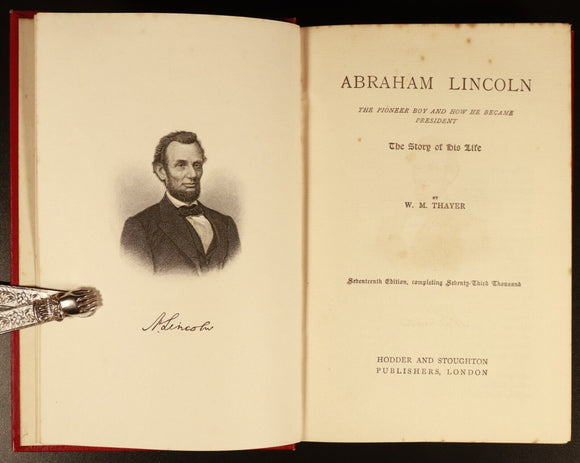 A. Lincoln
ABRAHAM LINCOLN
THE PIONEER BOY AND HOW HE BECAME
PRESIDENT
The Story of his Life
BY
W. M. THAYER
Seventeenth Edition, completing Seventy-Third Thousand
HODDER AND STOUGHTON
PUBLISHERS, LONDON